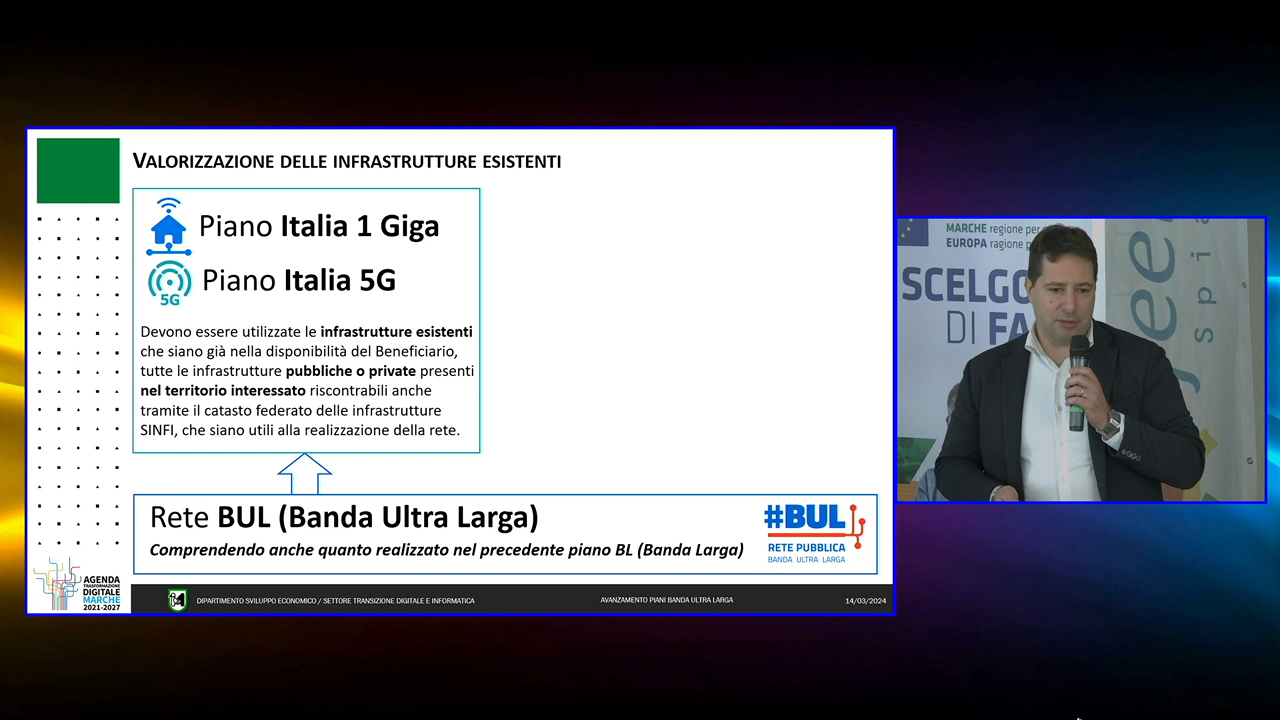 VALORIZZAZIONE DELLE INFRASTRUTTURE ESISTENTI
Piano Italia 1 Giga
5G
Piano Italia 5G
Devono essere utilizzate le infrastrutture esistenti
che siano già nella disponibilità del Beneficiario,
tutte le infrastrutture pubbliche o private presenti
nel territorio interessato riscontrabili anche
tramite il catasto federato delle infrastrutture
SINFI, che siano utili alla realizzazione della rete.
Rete BUL (Banda Ultra Larga)
Comprendendo anche quanto realizzato nel precedente piano BL (Banda Larga)
#BUL
RETE PUBBLICA
BANDA ULTRA LARGA
AGENDA
TRASFORMAZIONE
DIGITALE
MARCHE
2021-2027
DIPARTIMENTO SVILUPPO ECONOMICO / SETTORE TRANSIZIONE DIGITALE E INFORMATICA
AVANZAMENTO PIANI BANDA ULTRA LARGA
14/03/2024
MARCHE regione per
EUROPA ragione p
SCELGO
DI FA
spi